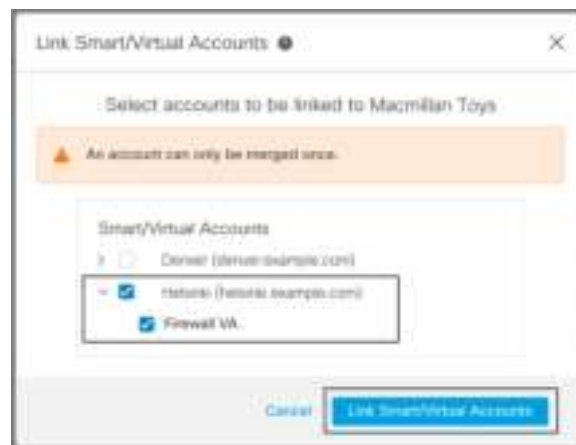 Link Smart/Virtual Accounts
Select accounts to be linked to Macmillan Toys
An account can only be merged once.
Smart/Virtual Accounts
Denver (denver.example.com)
Helsinki (helsinki.example.com)
Firewall VA
Cancel
Link Smart/Virtual Accounts